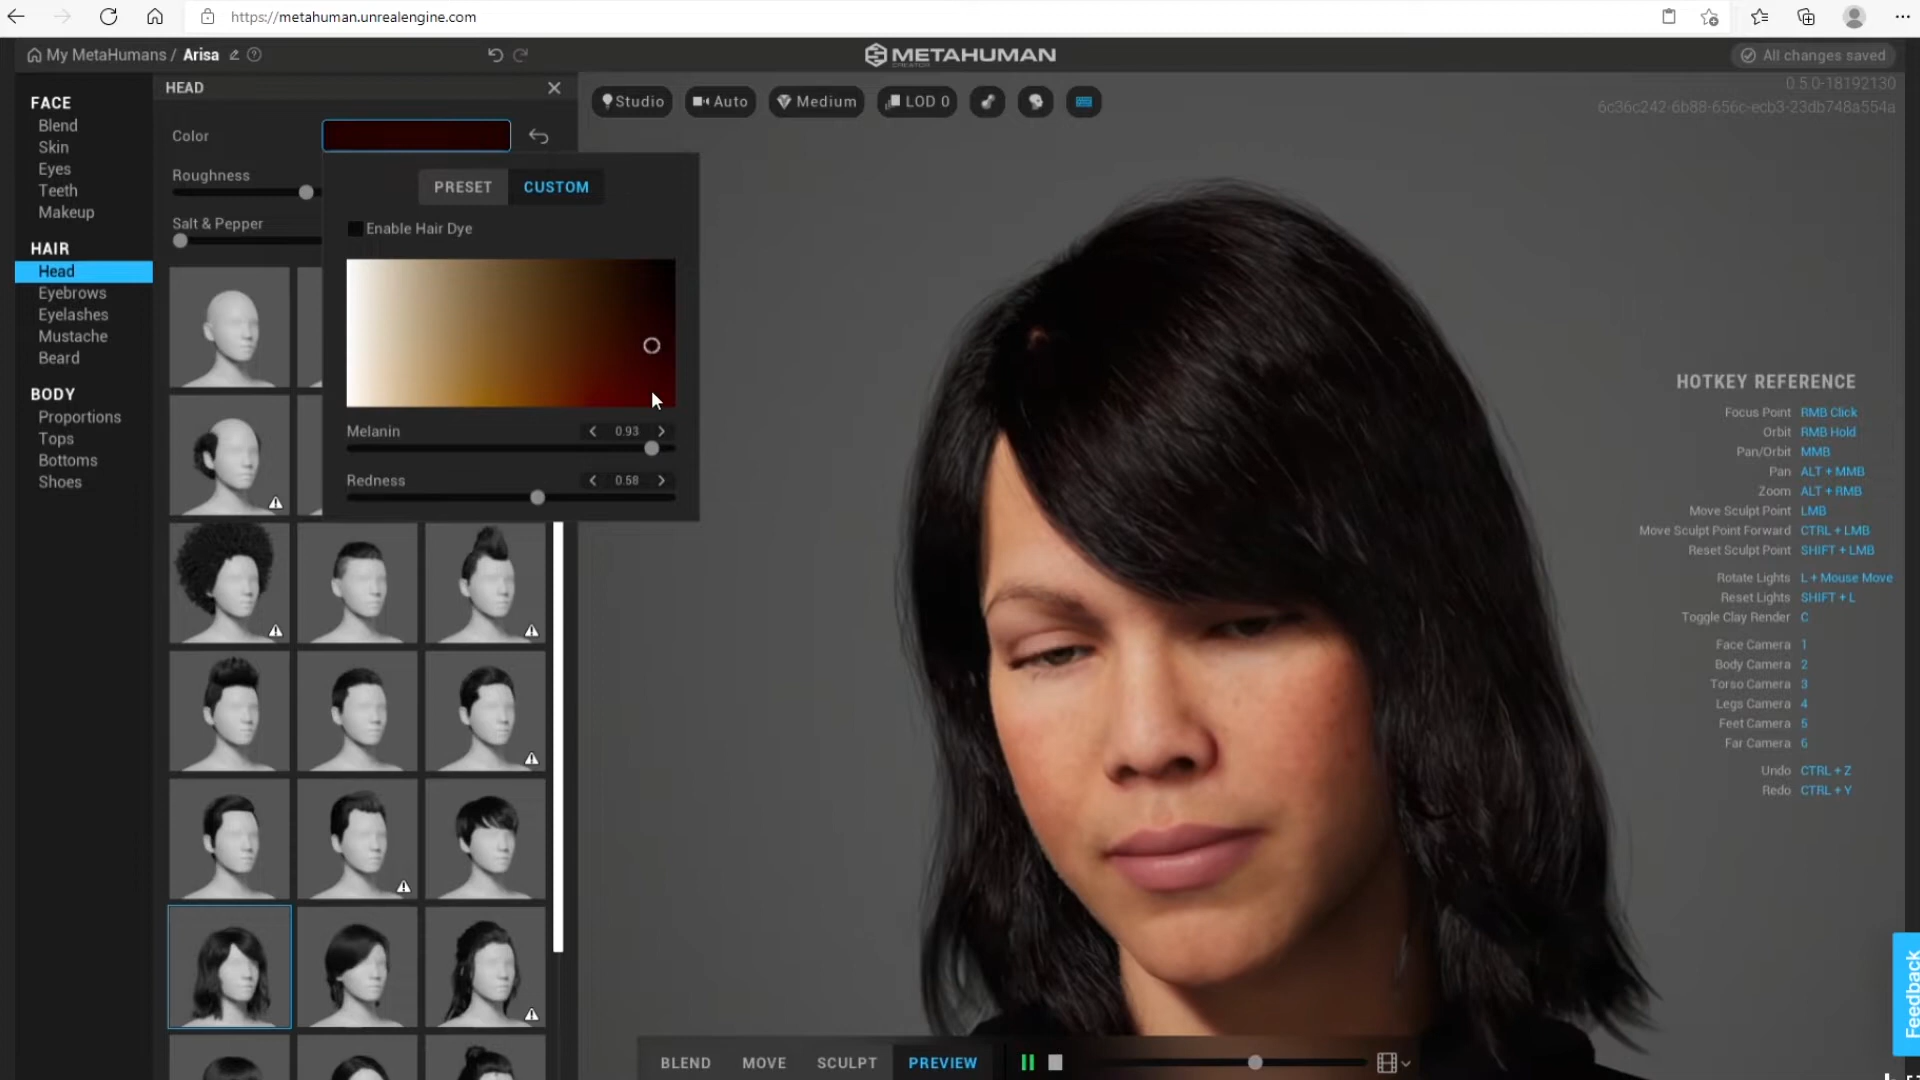 https://metahuman.unrealengine.com
My MetaHumans / Arisa
METAHUMAN
CREATOR
All changes saved
0.5.0-18192130
6c36c242-6b88-656c-ecb3-23db748a554a
FACE
Blend
Skin
Eyes
Teeth
Makeup
HAIR
Head
Eyebrows
Eyelashes
Mustache
Beard
BODY
Proportions
Tops
Bottoms
Shoes
HEAD
Color
Roughness
Salt & Pepper
PRESET
CUSTOM
Enable Hair Dye
Melanin 0.93
Redness 0.58
Studio
Auto
Medium
LOD 0
HOTKEY REFERENCE
Focus Point RMB Click
Orbit RMB Hold
Pan/Orbit MMB
Pan ALT + MMB
Zoom ALT + RMB
Move Sculpt Point LMB
Move Sculpt Point Forward CTRL + LMB
Reset Sculpt Point SHIFT + LMB
Rotate Lights L + Mouse Move
Reset Lights SHIFT + L
Toggle Clay Render C
Face Camera 1
Body Camera 2
Torso Camera 3
Legs Camera 4
Feet Camera 5
Far Camera 6
Undo CTRL + Z
Redo CTRL + Y
Feedback
BLEND
MOVE
SCULPT
PREVIEW